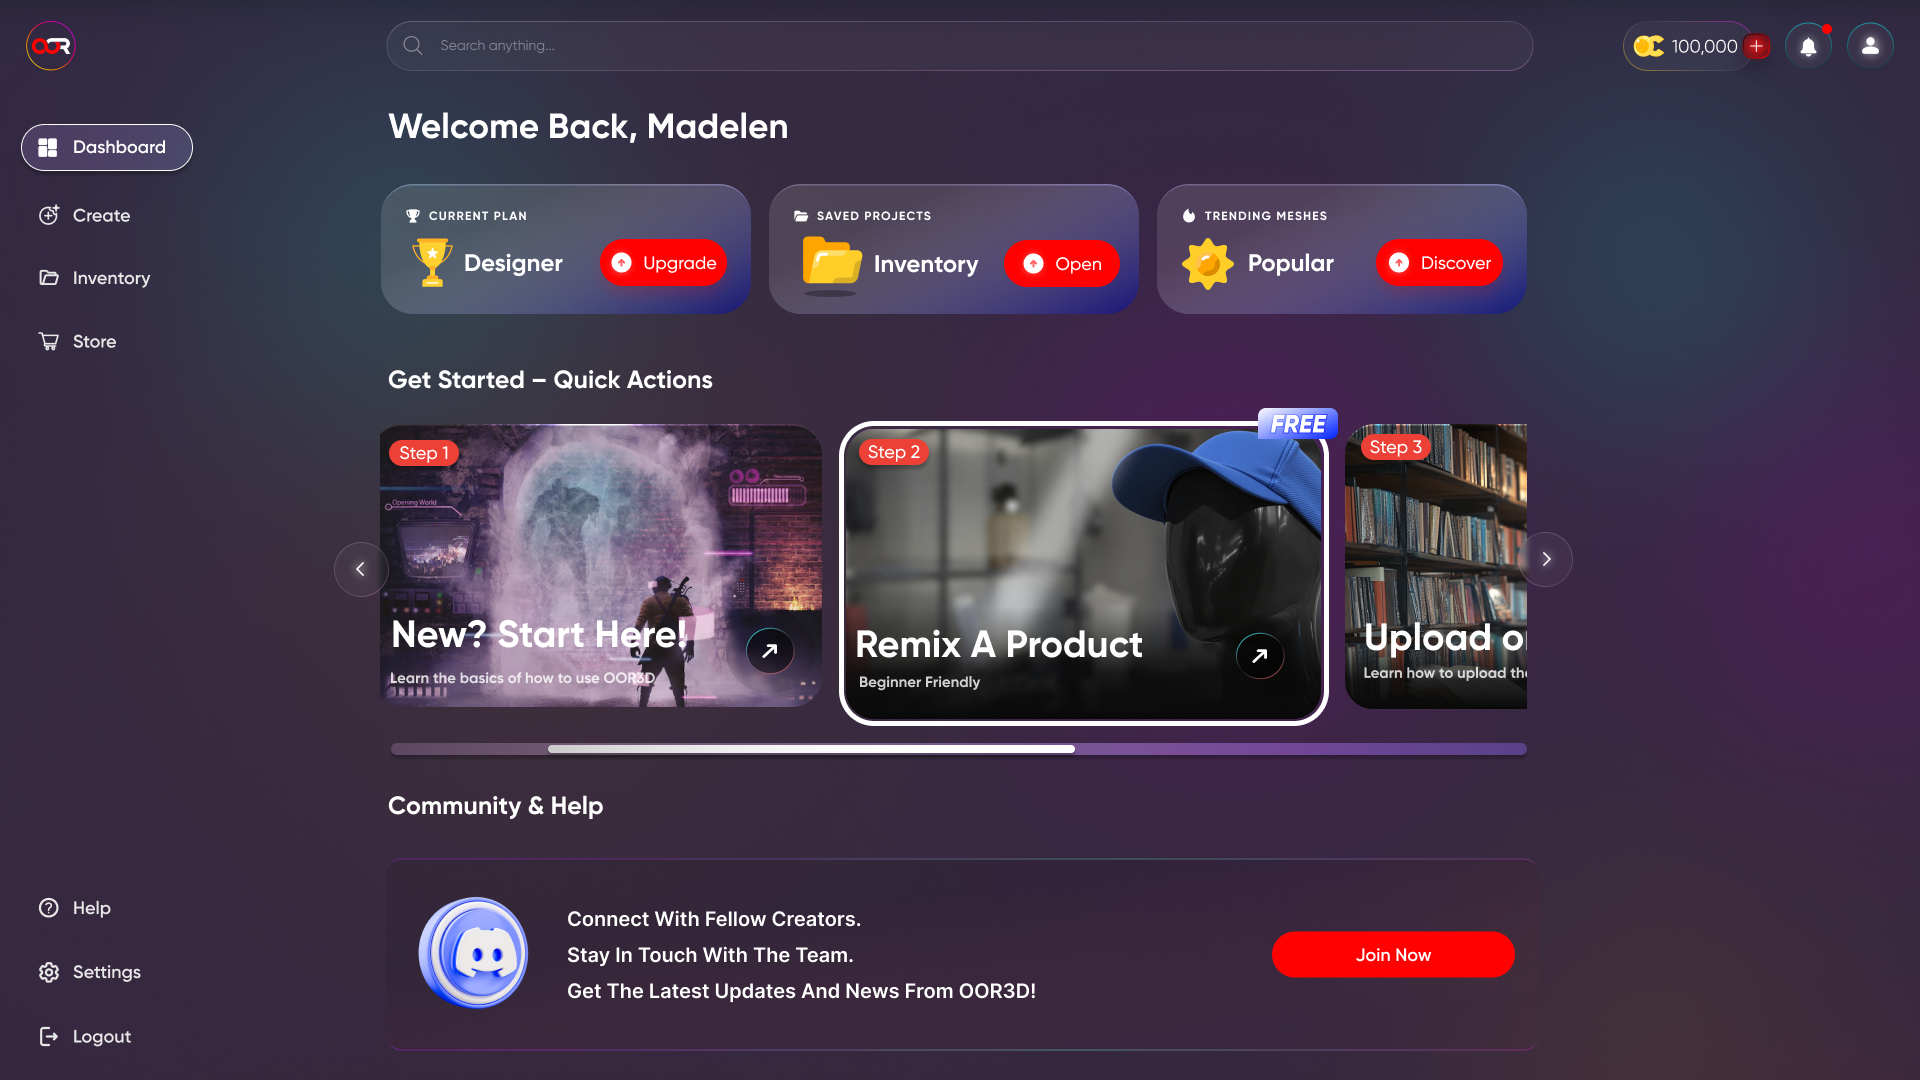 OOR
Search anything...
100,000
Welcome Back, Madelen
Dashboard
Create
Inventory
Store
CURRENT PLAN
Designer
Upgrade
SAVED PROJECTS
Inventory
Open
TRENDING MESHES
Popular
Discover
Get Started – Quick Actions
Step 1
Opening World
New? Start Here!
Learn the basics of how to use OOR3D
FREE
Step 2
Remix A Product
Beginner Friendly
Step 3
Upload o
Learn how to upload the
Community & Help
Connect With Fellow Creators.
Stay In Touch With The Team.
Get The Latest Updates And News From OOR3D!
Join Now
Help
Settings
Logout